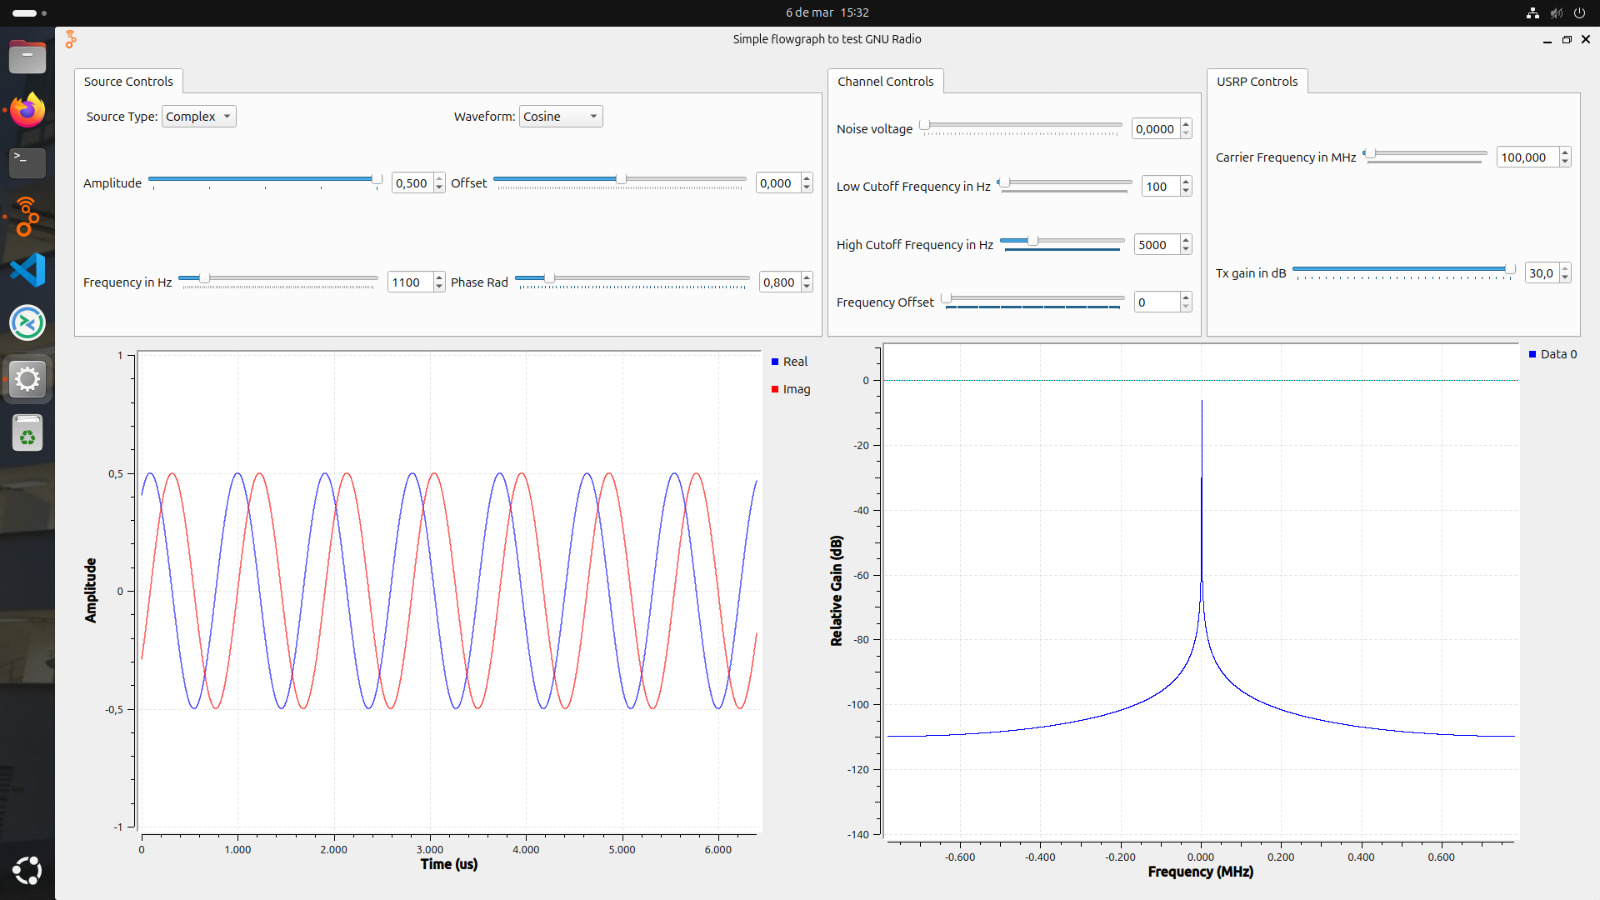 6 de mar 15:32
Simple flowgraph to test GNU Radio
Source Controls
Source Type: Complex
Waveform: Cosine
Amplitude 0,500
Offset 0,000
Frequency in Hz 1100
Phase Rad 0,800
Channel Controls
Noise voltage 0,0000
Low Cutoff Frequency in Hz 100
High Cutoff Frequency in Hz 5000
Frequency Offset 0
USRP Controls
Carrier Frequency in MHz 100,000
Tx gain in dB 30,0
1
0,5
0
-0,5
-1
Amplitude
0 1.000 2.000 3.000 4.000 5.000 6.000
Time (us)
Real
Imag
0
-20
-40
-60
-80
-100
-120
-140
Relative Gain (dB)
-0.600 -0.400 -0.200 0.000 0.200 0.400 0.600
Frequency (MHz)
Data 0